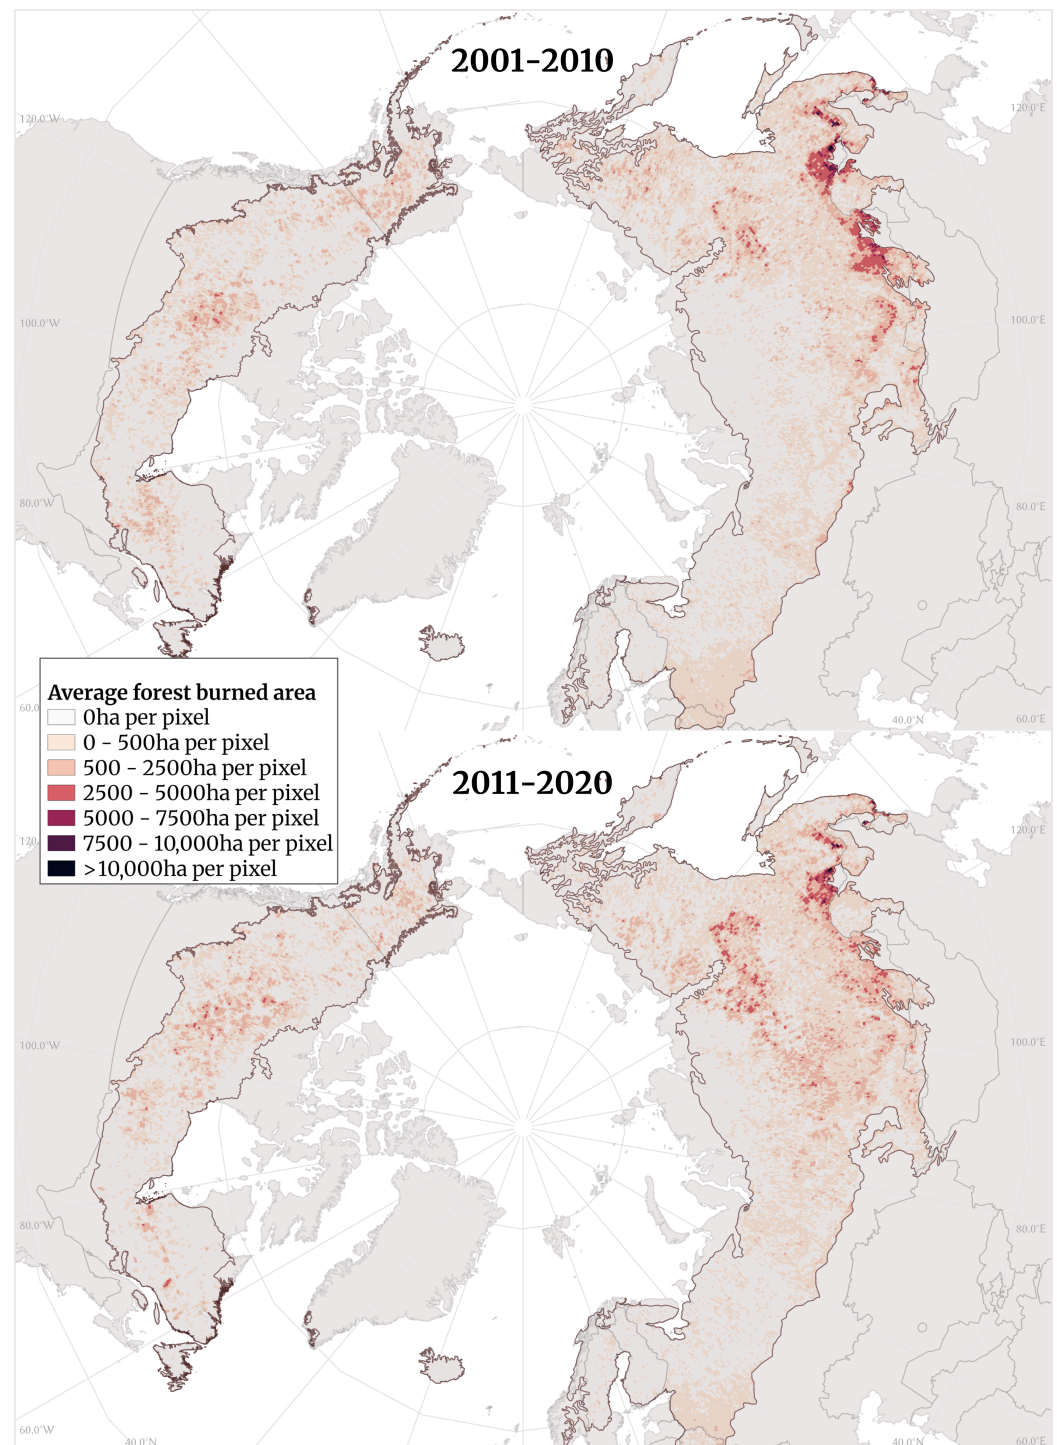 2001-2010
120.0°W
120.0°E
100.0°W
100.0°E
80.0°W
80.0°E
Average forest burned area
0ha per pixel
0 - 500ha per pixel
500 - 2500ha per pixel
2500 - 5000ha per pixel
5000 - 7500ha per pixel
7500 - 10,000ha per pixel
>10,000ha per pixel
60.0
40.0°N
60.0°E
2011-2020
120.
120.0°E
100.0°W
100.0°E
80.0°W
80.0°E
60.0°W
40.0°N
40.0°N
60.0°E